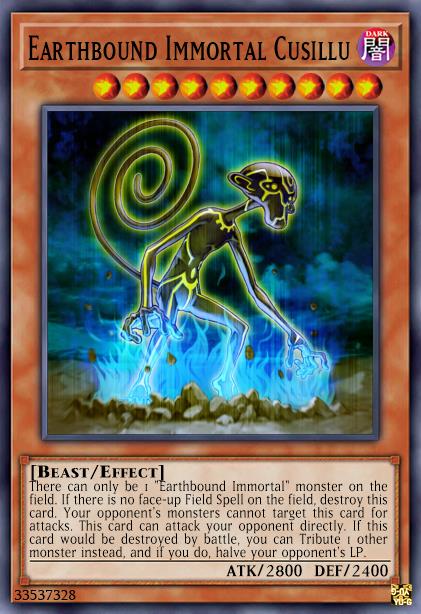 EARTHBOUND IMMORTAL CUSILLU
DARK
闇
[BEAST/EFFECT]
There can only be 1 "Earthbound Immortal" monster on the
field. If there is no face-up Field Spell on the field, destroy this
card. Your opponent's monsters cannot target this card for
attacks. This card can attack your opponent directly. If this
card would be destroyed by battle, you can Tribute 1 other
monster instead, and if you do, halve your opponent's LP.
ATK/2800 DEF/2400
33537328